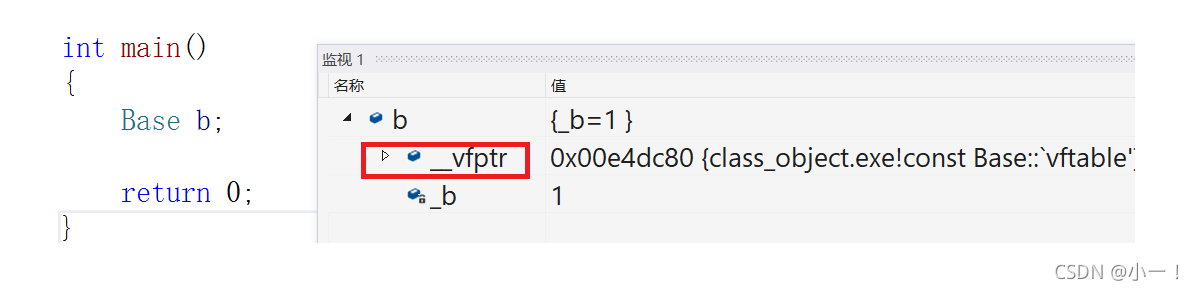 int main()
{
Base b;
return 0;
}
监视 1
名称 值
b {_b=1 }
__vfptr 0x00e4dc80 {class_object.exe!const Base::`vftable'}
_b 1
CSDN @小一！